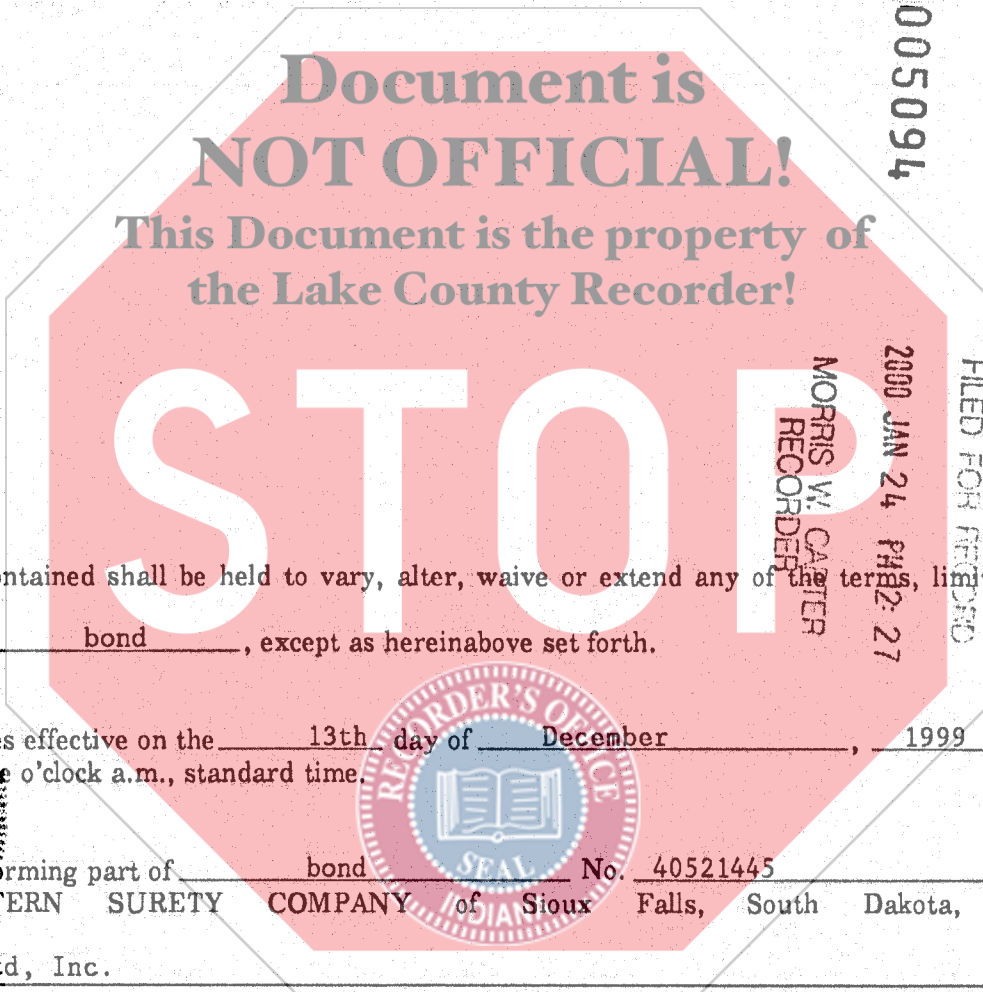 Document is
NOT OFFICIAL!
This Document is the property of
the Lake County Recorder!
STOP
005094
FILED FOR RECORD
2000 JAN 24 PM 2:27
MORRIS W. CARTER
RECORDER
ntained shall be held to vary, alter, waive or extend any of the terms, limi
bond, except as hereinabove set forth.
es effective on the 13th day of December, 1999
e o'clock a.m., standard time.
RECORDER'S OFFICE
SEAL
INDIANA
orming part of bond No. 40521445
TERN SURETY COMPANY of Sioux Falls, South Dakota,
td, Inc.